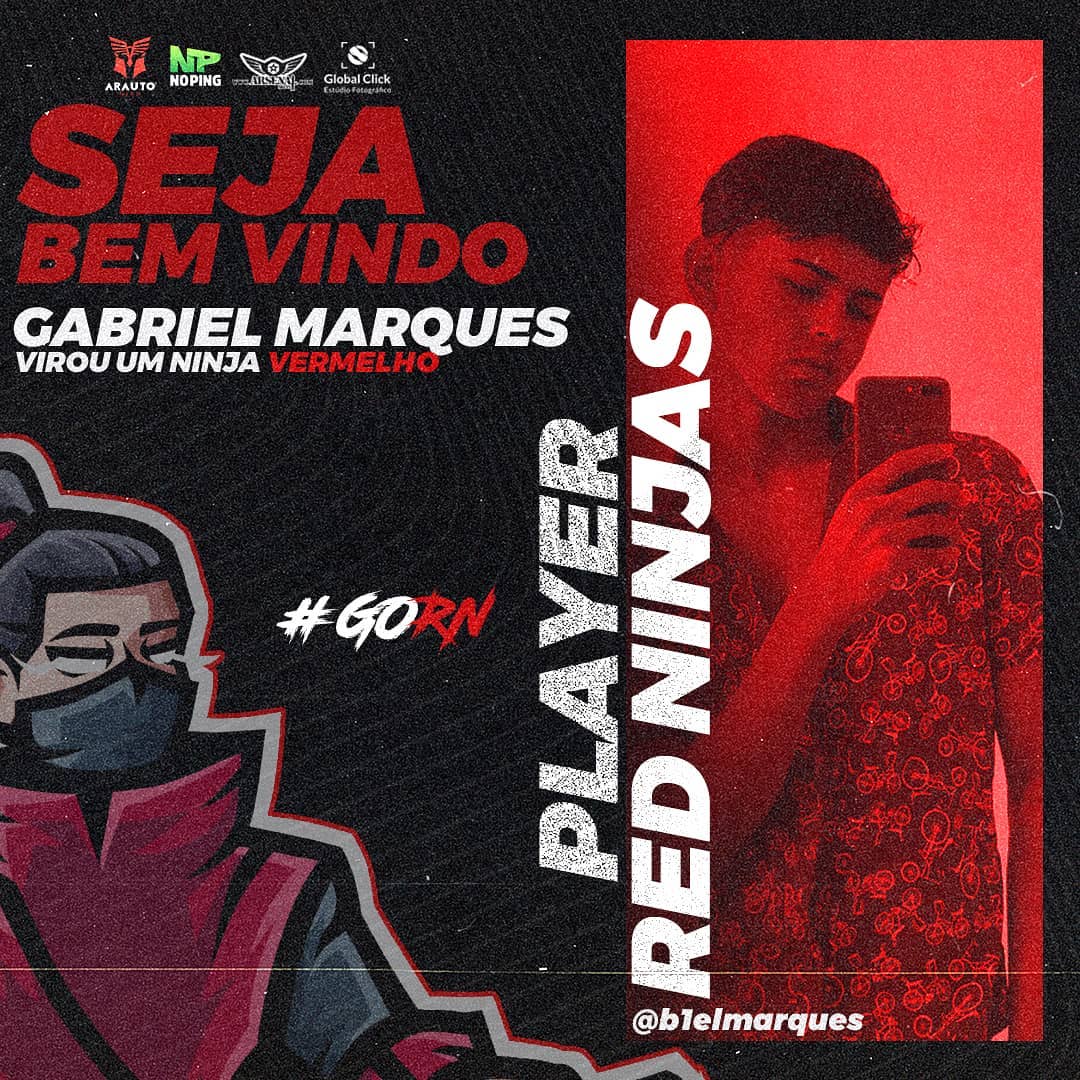 ARAUTO
NP
NOPING
Global Click
Estúdio Fotográfico
SEJA
BEM VINDO
GABRIEL MARQUES
VIROU UM NINJA VERMELHO
#GORN
PLAYER
RED NINJAS
@b1elmarques